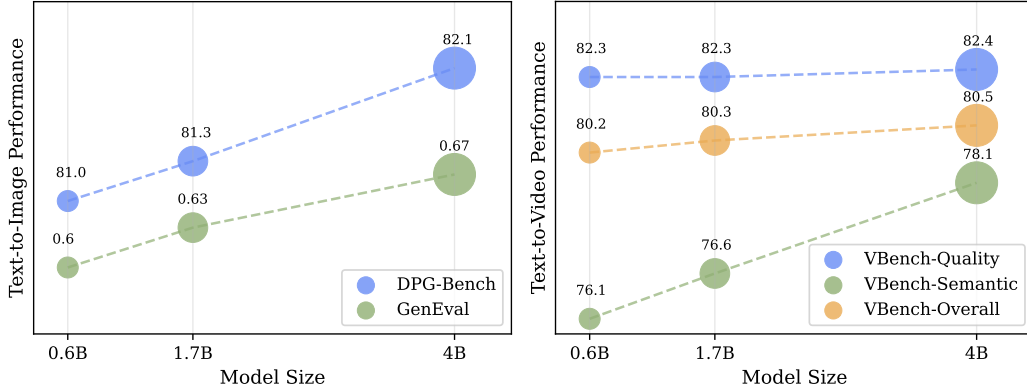 Text-to-Image Performance
82.1
81.3
81.0
0.67
0.63
0.6
DPG-Bench
GenEval
0.6B
1.7B
4B
Model Size
Text-to-Video Performance
82.3
82.3
82.4
80.2
80.3
80.5
78.1
76.6
76.1
VBench-Quality
VBench-Semantic
VBench-Overall
0.6B
1.7B
4B
Model Size